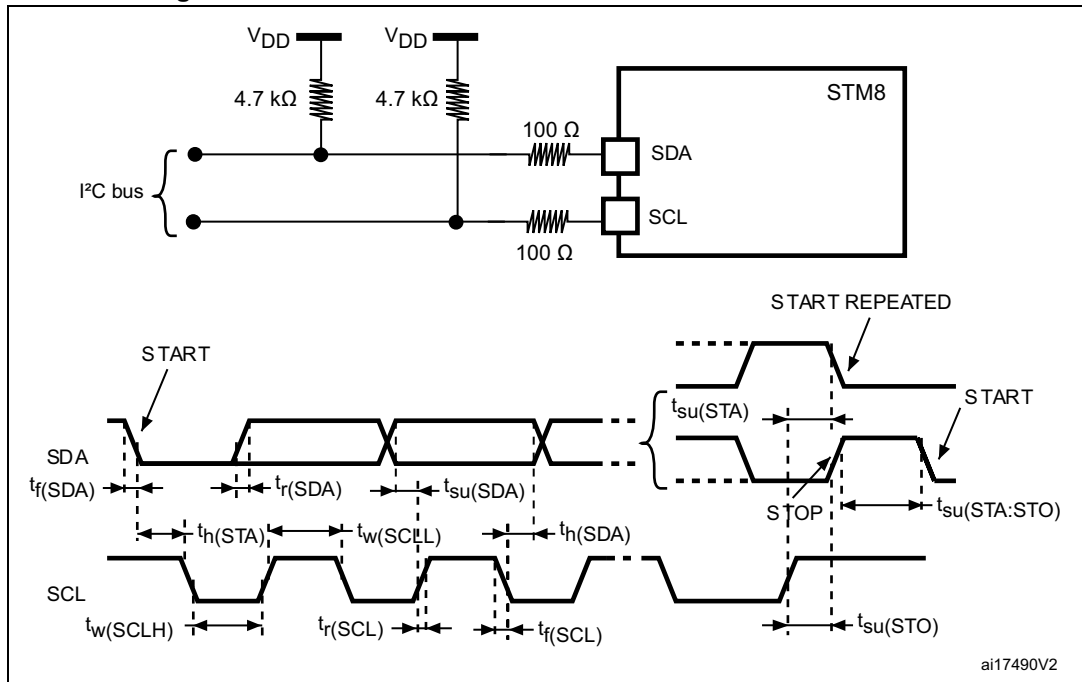 VDD VDD
4.7 kΩ 4.7 kΩ
STM8
100 Ω
SDA
I²C bus
SCL
100 Ω
START REPEATED
START
START
tsu(STA)
SDA
tf(SDA) tr(SDA) tsu(SDA)
STOP
tsu(STA:STO)
th(STA) tw(SCLL) th(SDA)
SCL
tw(SCLH) tr(SCL) tf(SCL) tsu(STO)
ai17490V2